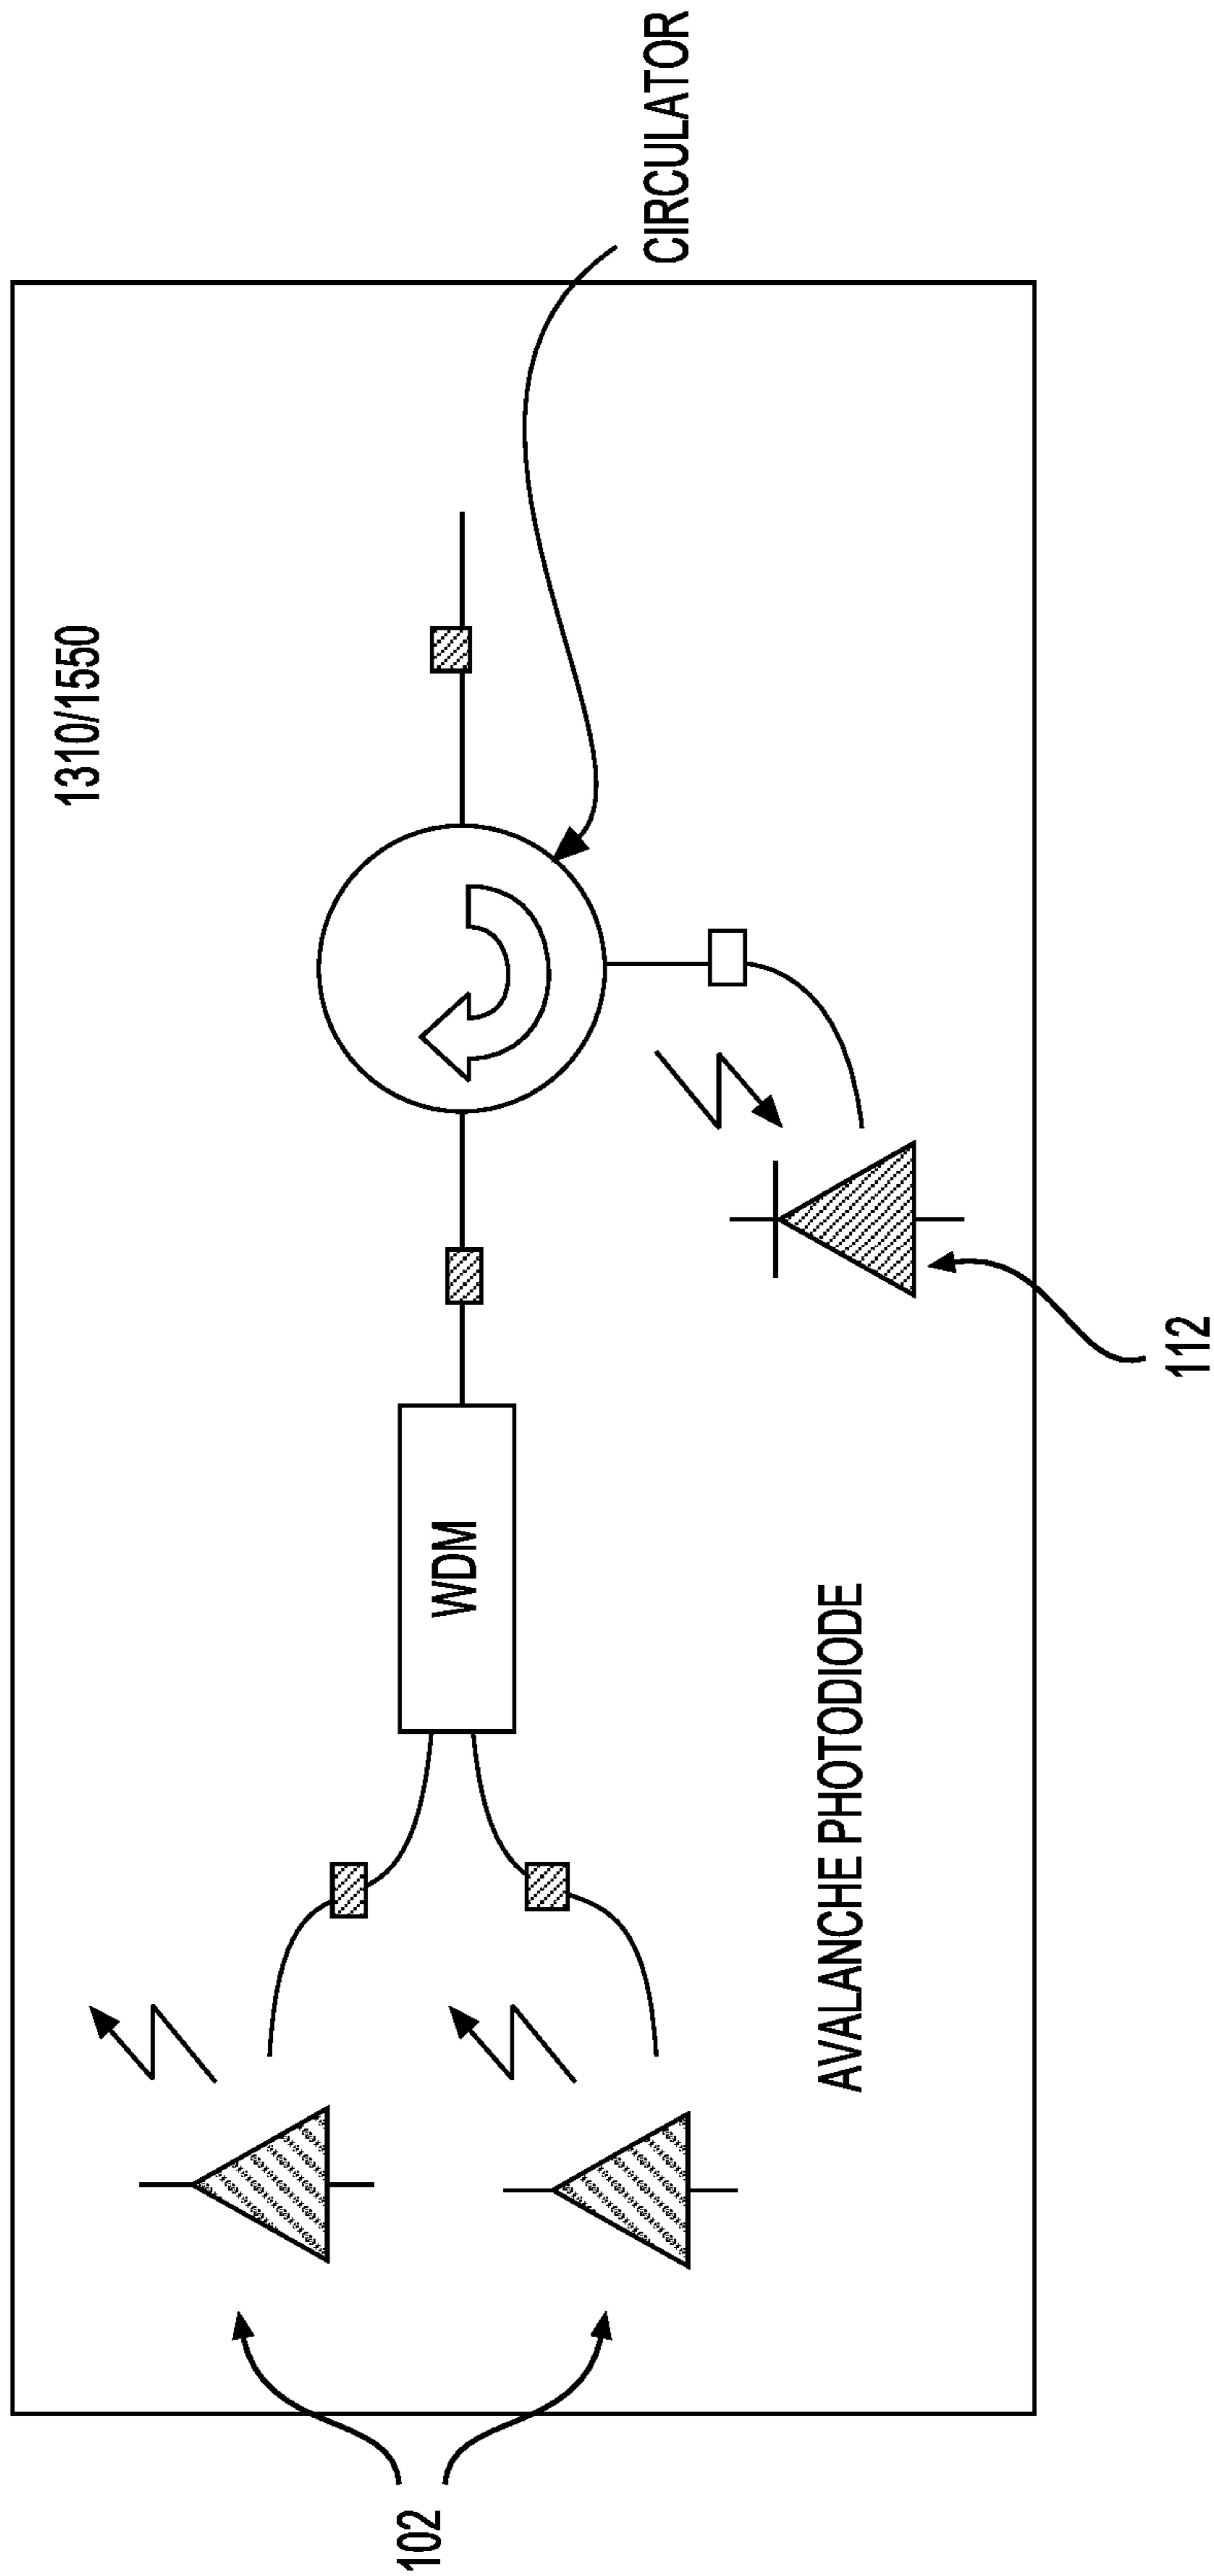 1310/1550
CIRCULATOR
WDM
102
AVALANCHE PHOTODIODE
112